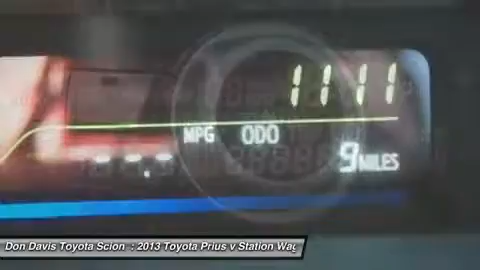 11 11
MPG ODO
9 MILES
Don Davis Toyota Scion : 2013 Toyota Prius v Station Wag